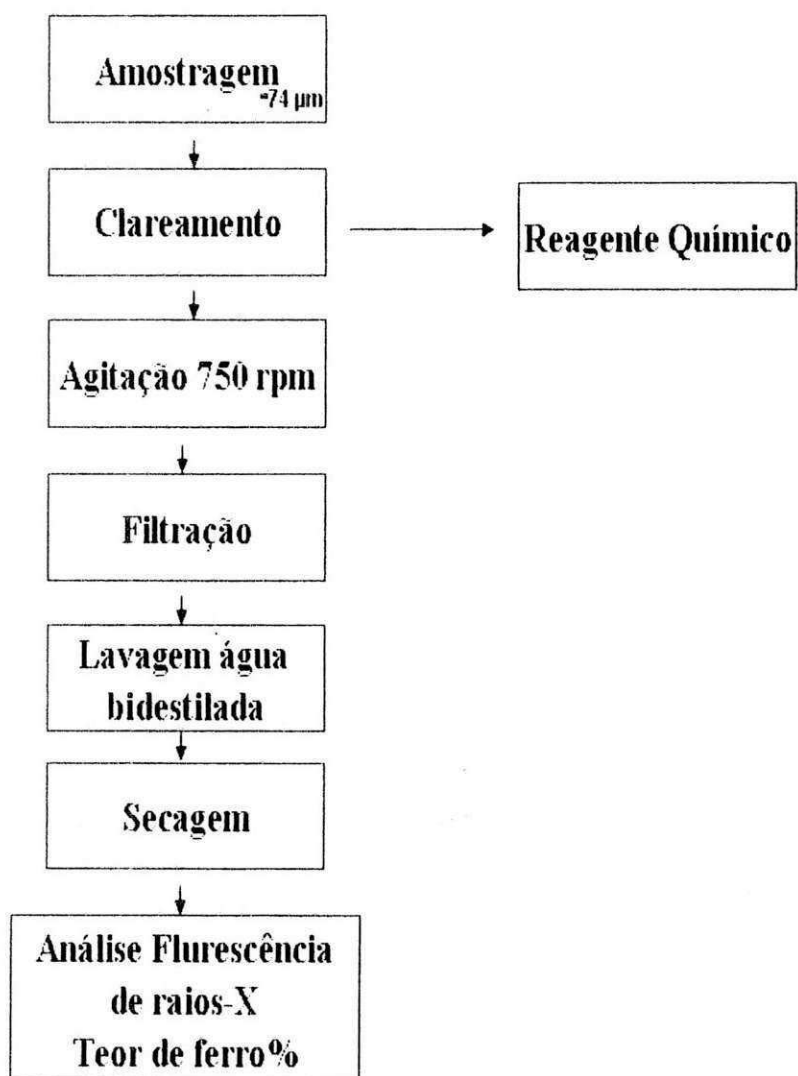 Amostragem
-74 µm
Clareamento
Reagente Químico
Agitação 750 rpm
Filtração
Lavagem água
bidestilada
Secagem
Análise Flurescência
de raios-X
Teor de ferro%